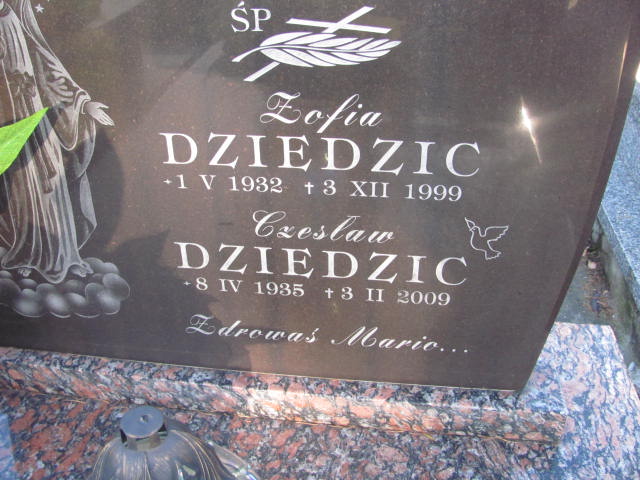 ŚP
Zofia
DZIEDZIC
+1 V 1932 + 3 XII 1999
Czesław
DZIEDZIC
+8 IV 1935 + 3 II 2009
Zdrowaś Mario...